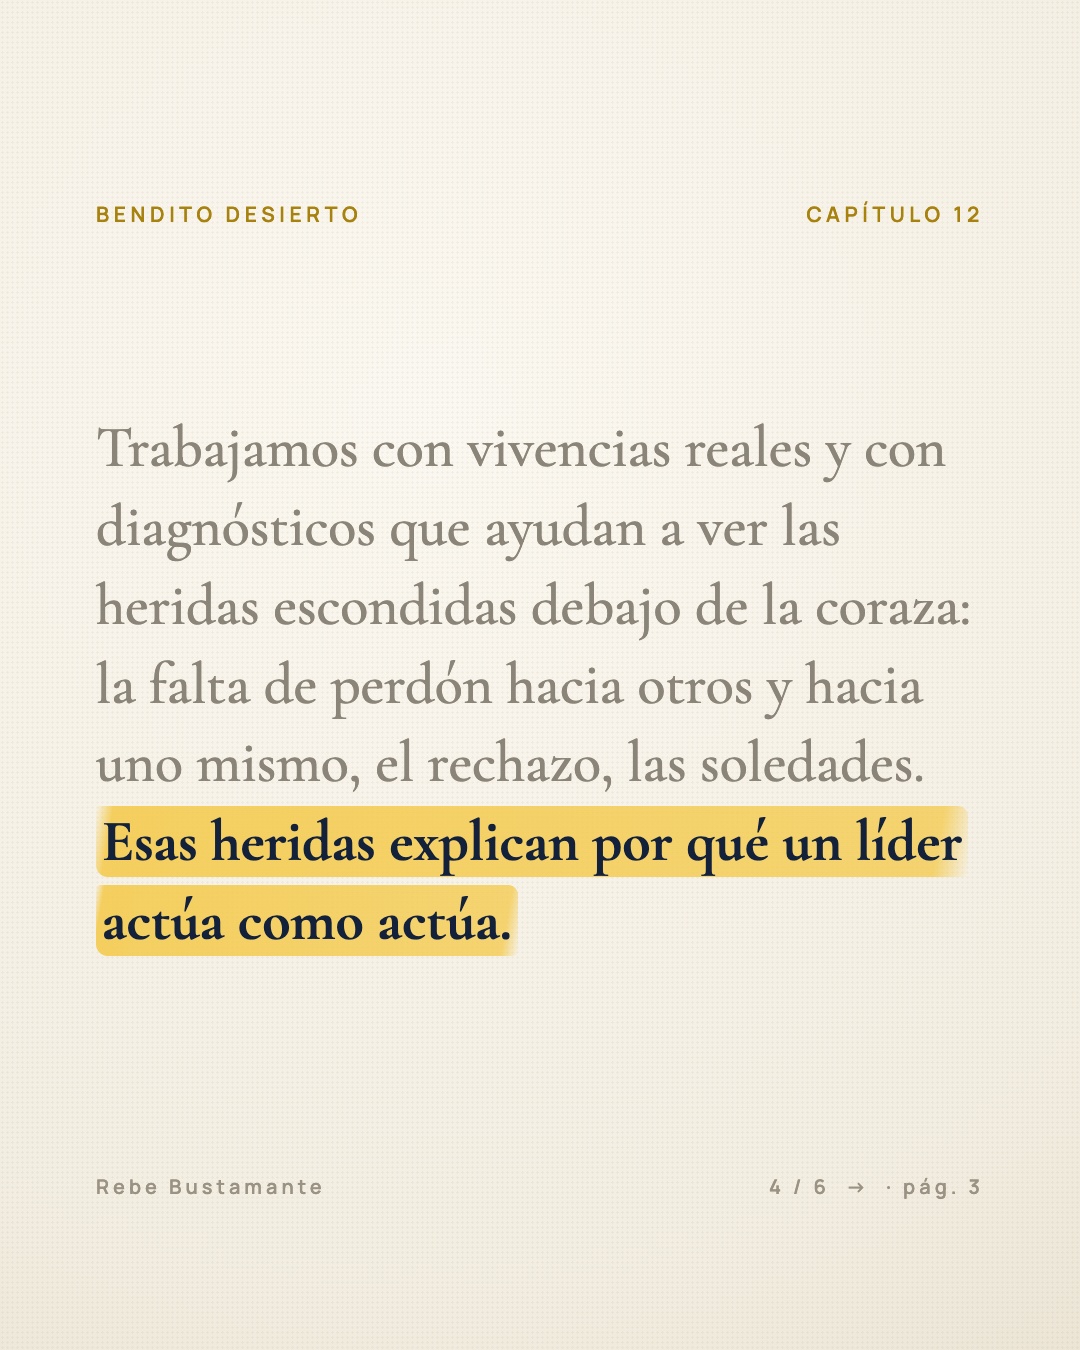 BENDITO DESIERTO
CAPÍTULO 12
Trabajamos con vivencias reales y con
diagnósticos que ayudan a ver las
heridas escondidas debajo de la coraza:
la falta de perdón hacia otros y hacia
uno mismo, el rechazo, las soledades.
Esas heridas explican por qué un líder
actúa como actúa.
Rebe Bustamante
4 / 6 → · pág. 3